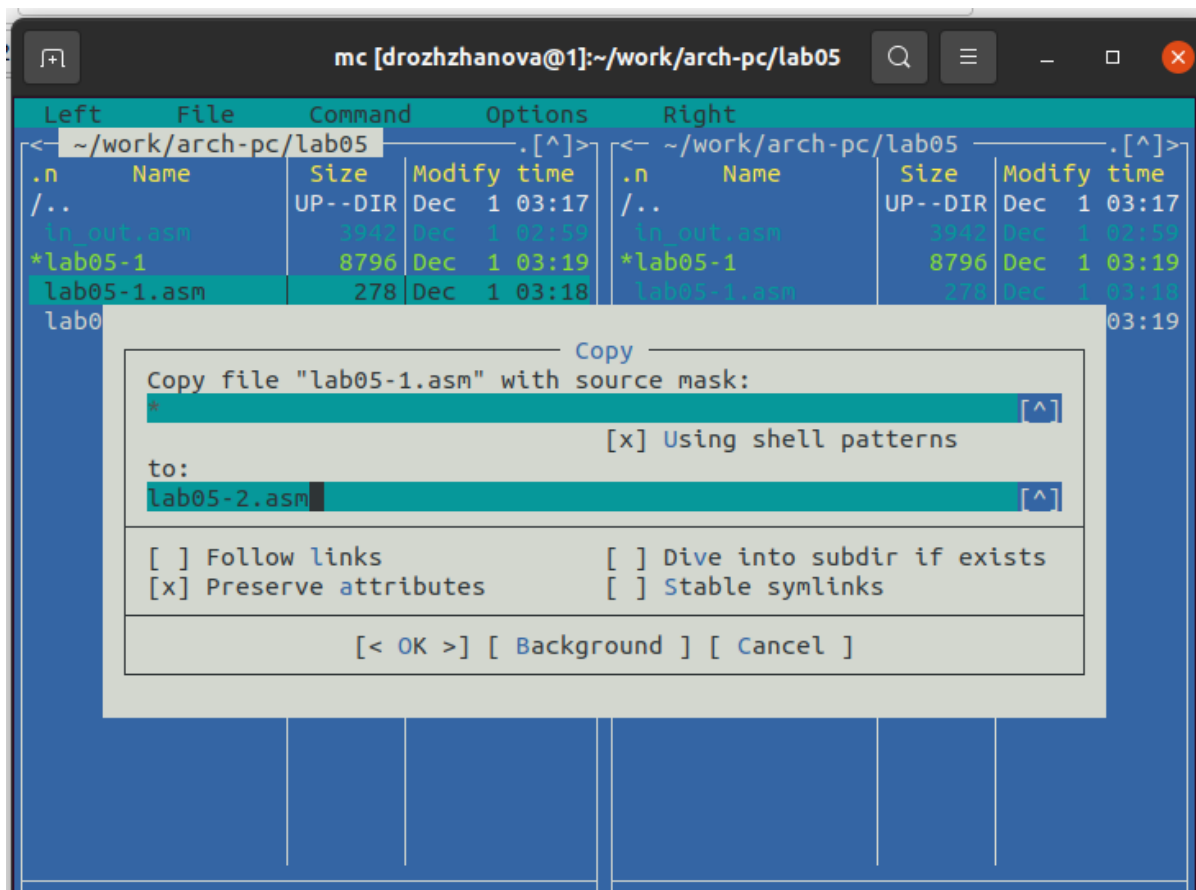 mc [drozhzhanova@1]:~/work/arch-pc/lab05
Left File Command Options Right
<─ ~/work/arch-pc/lab05 ─.[^]>┐┌<─ ~/work/arch-pc/lab05 ─.[^]>
.n Name Size Modify time .n Name Size Modify time
/.. UP--DIR Dec 1 03:17 /.. UP--DIR Dec 1 03:17
in_out.asm 3942 Dec 1 02:59 in_out.asm 3942 Dec 1 02:59
*lab05-1 8796 Dec 1 03:19 *lab05-1 8796 Dec 1 03:19
lab05-1.asm 278 Dec 1 03:18 lab05-1.asm 278 Dec 1 03:18
lab0 03:19
Copy
Copy file "lab05-1.asm" with source mask:
* [^]
[x] Using shell patterns
to:
lab05-2.asm [^]
[ ] Follow links [ ] Dive into subdir if exists
[x] Preserve attributes [ ] Stable symlinks
[< OK >] [ Background ] [ Cancel ]